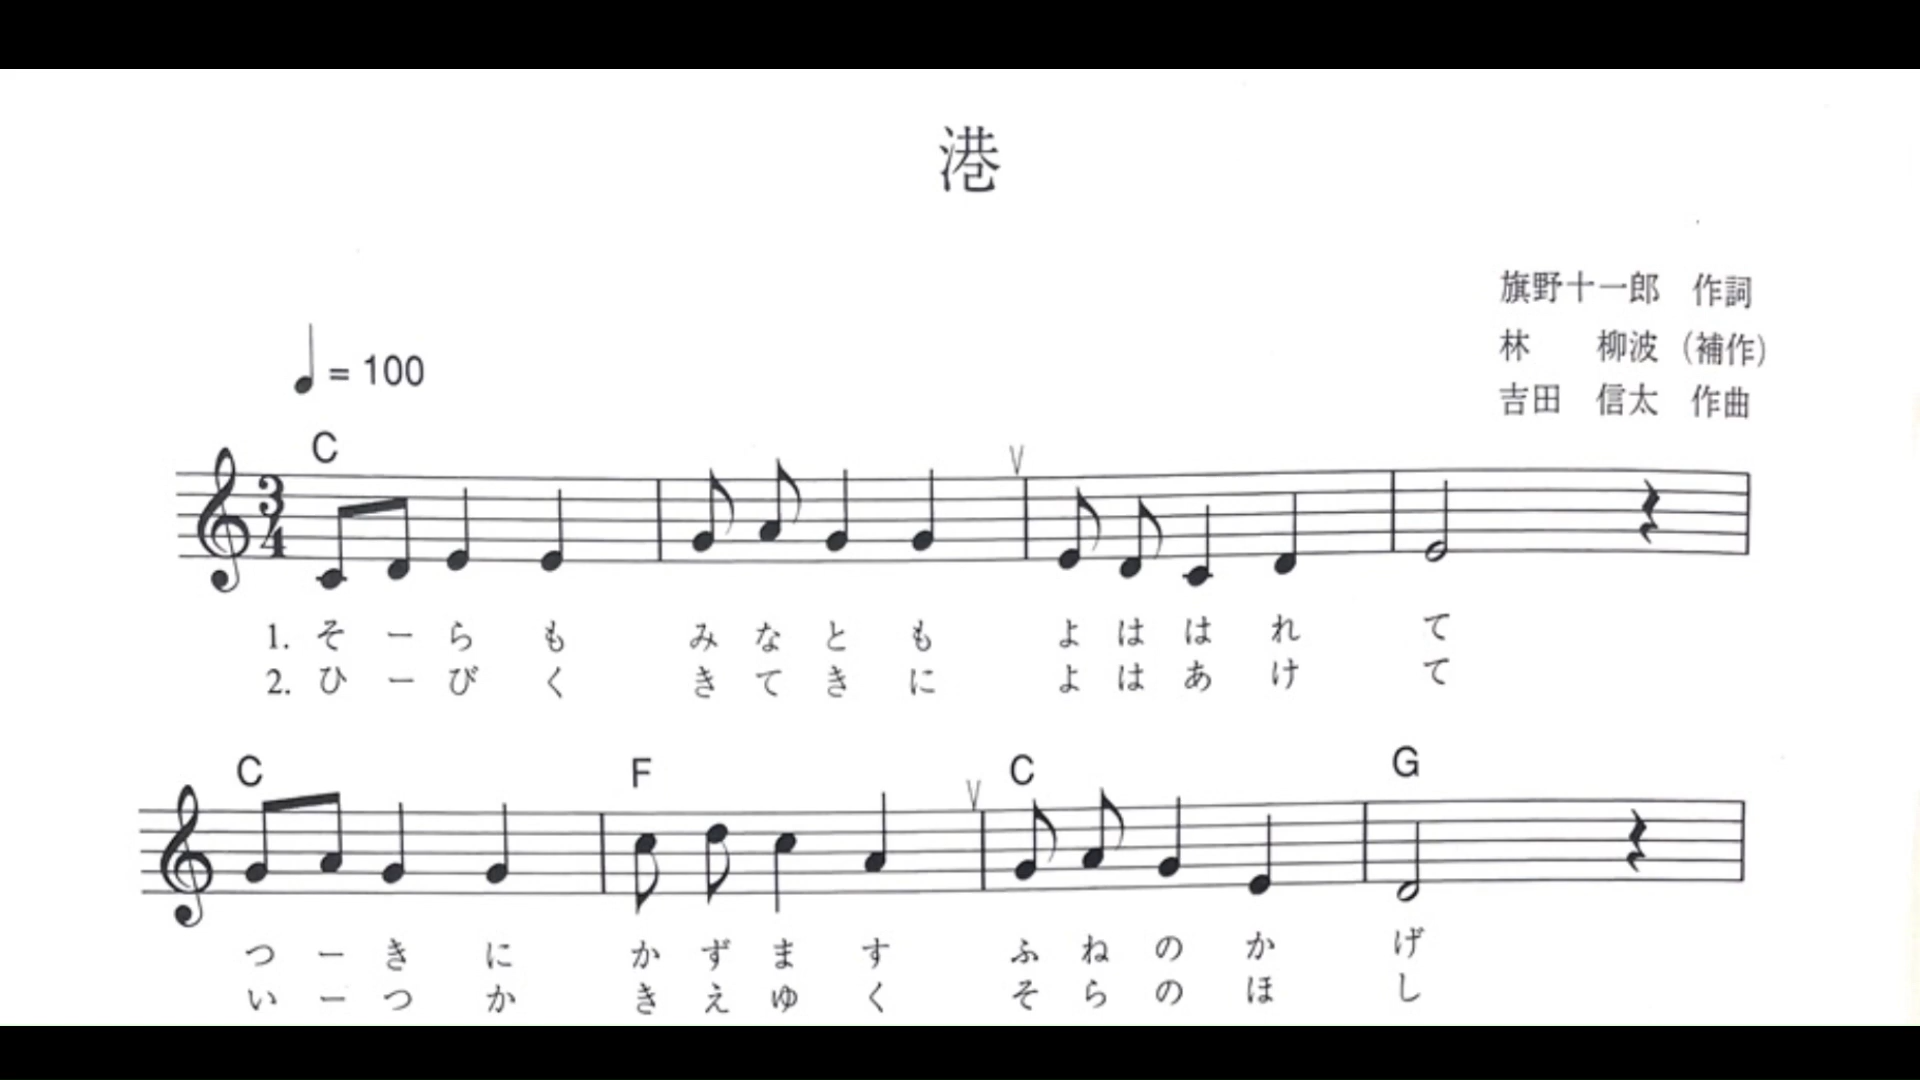 港
旗野十一郎 作詞
林 柳波（補作）
吉田 信太 作曲
= 100
C
V
3
4
1. そ ー ら も み な と も よ は は れ て
2. ひ ー び く き て き に よ は あ け て
C F V C G
つ ー き に か ず ま す ふ ね の か げ
い ー つ か き え ゆ く そ ら の ほ し